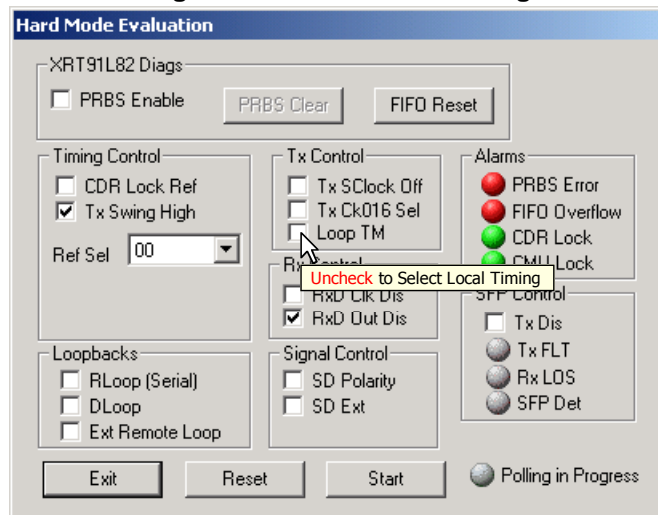 Hard Mode Evaluation
XRT91L82 Diags
PRBS Enable
PRBS Clear
FIFO Reset
Timing Control
CDR Lock Ref
Tx Swing High
Ref Sel
00
Tx Control
Tx SClock Off
Tx Ck016 Sel
Loop TM
Alarms
PRBS Error
FIFO Overflow
CDR Lock
CMU Lock
Uncheck to Select Local Timing
Rx Control
RxD Clk Dis
RxD Out Dis
SFP Control
Tx Dis
Tx FLT
Rx LOS
SFP Det
Loopbacks
RLoop (Serial)
DLoop
Ext Remote Loop
Signal Control
SD Polarity
SD Ext
Exit
Reset
Start
Polling in Progress